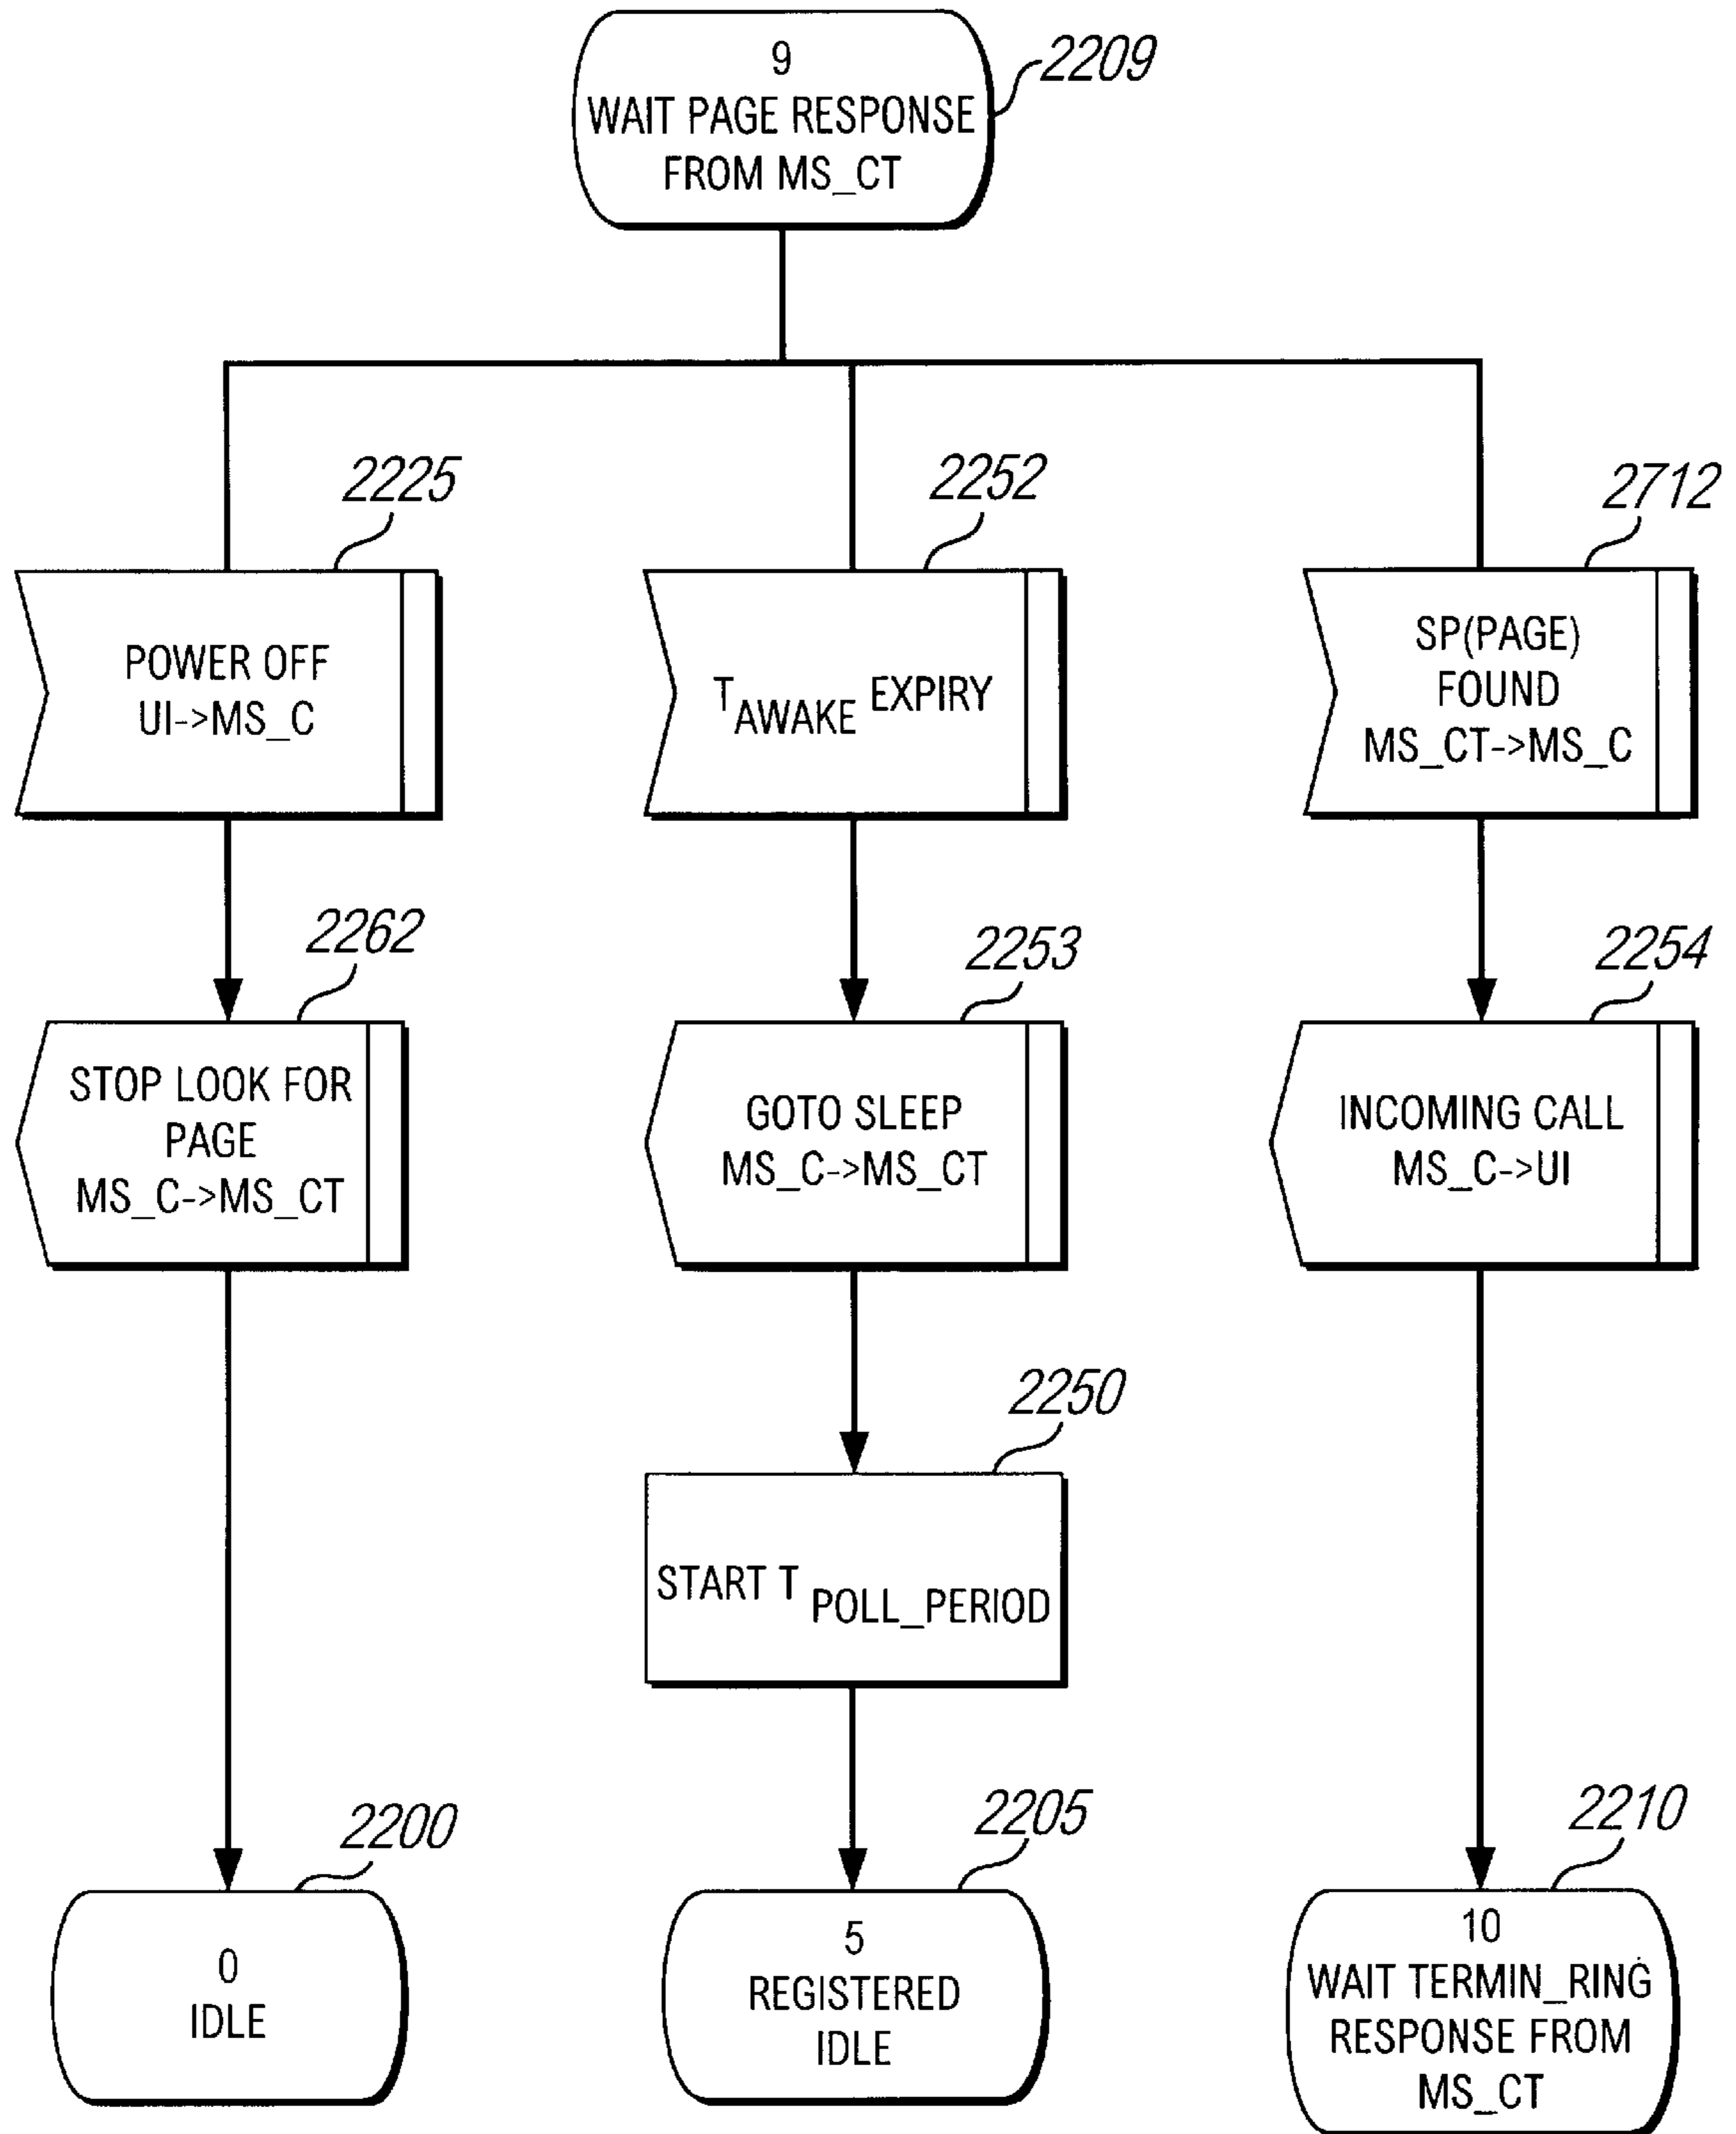 9
WAIT PAGE RESPONSE
FROM MS_CT
2209
2225
POWER OFF
UI->MS_C
2252
T AWAKE EXPIRY
2712
SP(PAGE)
FOUND
MS_CT->MS_C
2262
STOP LOOK FOR
PAGE
MS_C->MS_CT
2253
GOTO SLEEP
MS_C->MS_CT
2254
INCOMING CALL
MS_C->UI
2250
START T POLL_PERIOD
2200
0
IDLE
2205
5
REGISTERED
IDLE
2210
10
WAIT TERMIN_RING
RESPONSE FROM
MS_CT